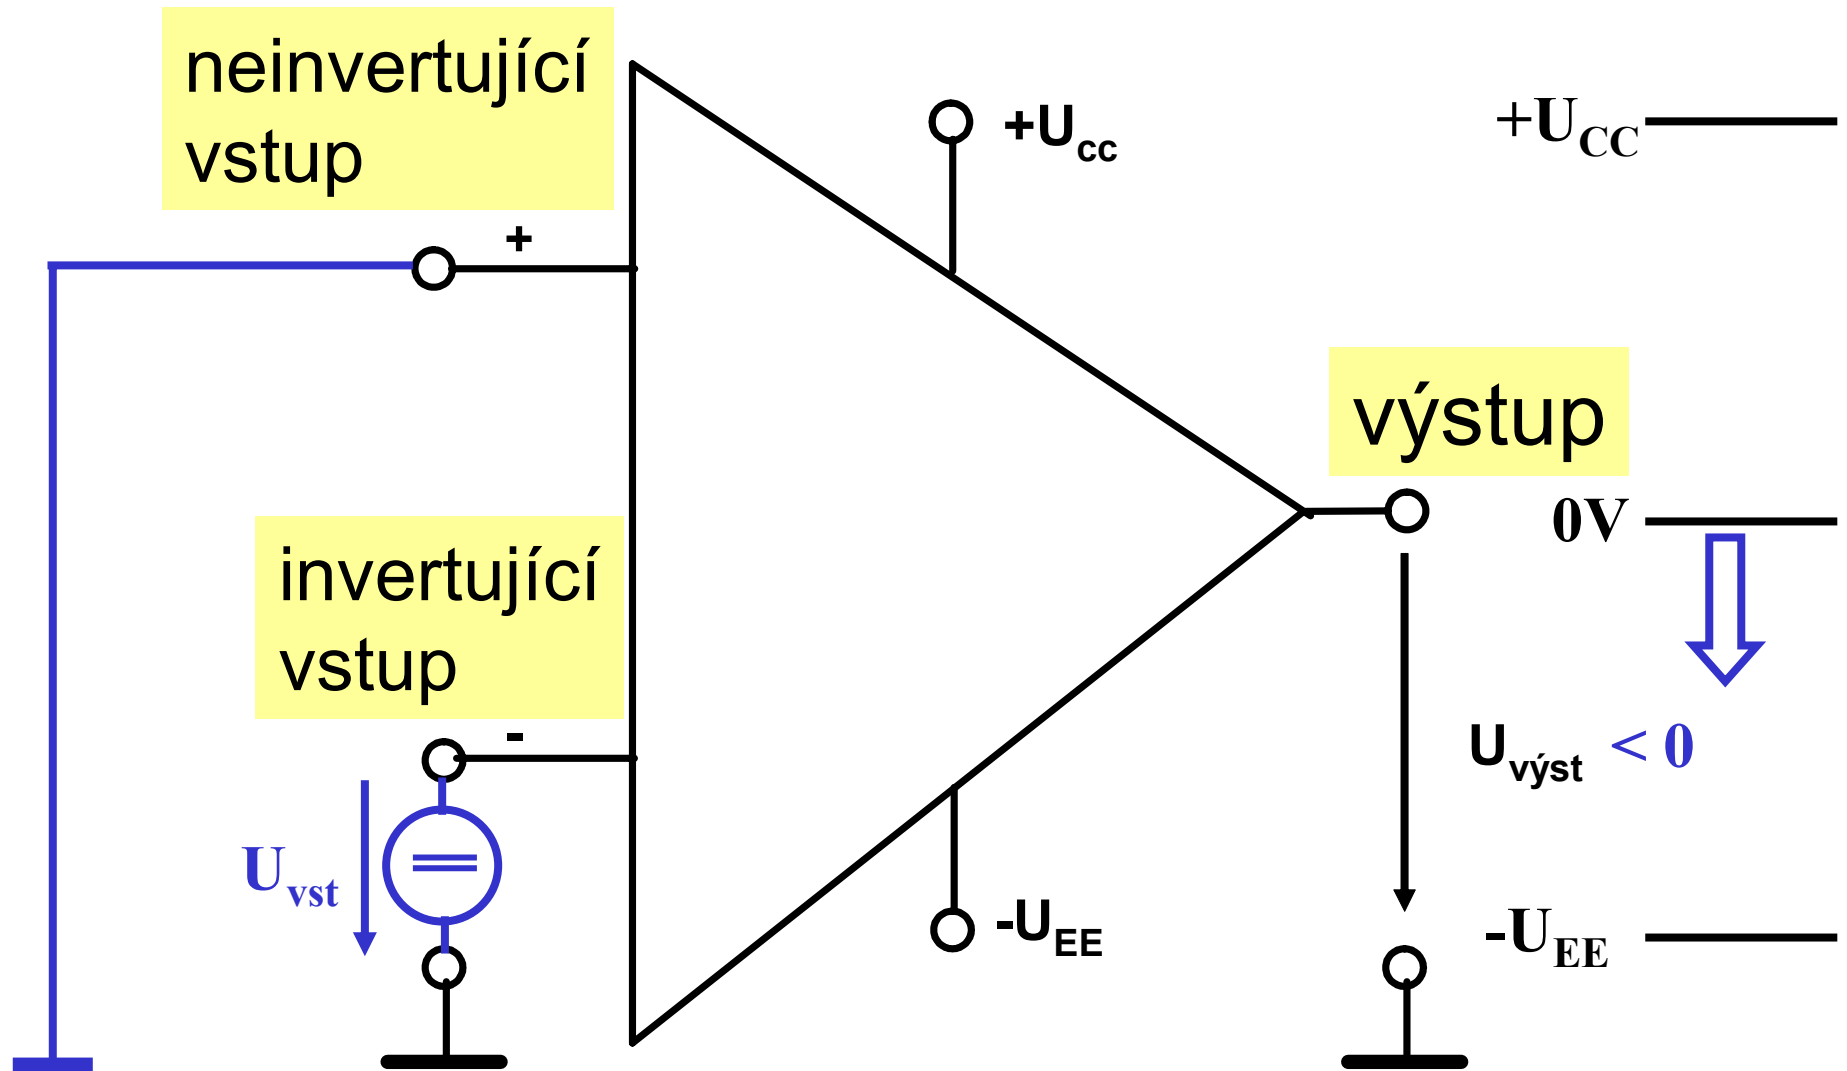 neinvertující
vstup
+
+Ucc
+UCC
výstup
0V
invertující
vstup
-
Uvýst < 0
Uvst
-UEE
-UEE